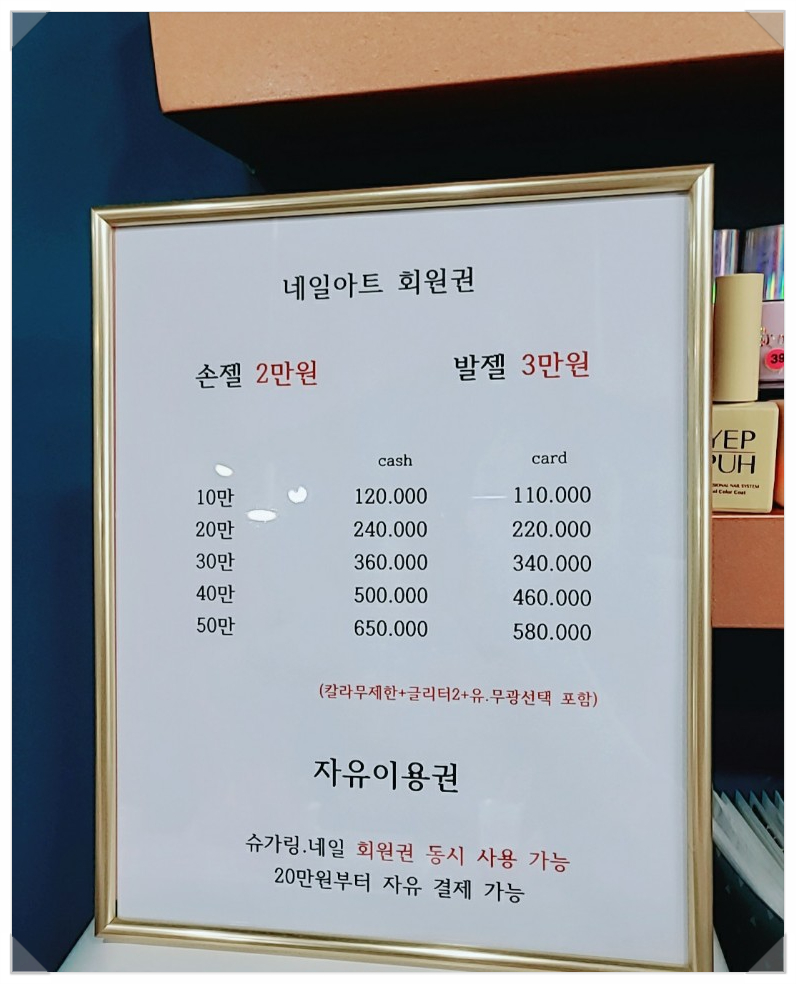 네일아트 회원권
손젤 2만원 발젤 3만원
cash card
10만 120.000 110.000
20만 240.000 220.000
30만 360.000 340.000
40만 500.000 460.000
50만 650.000 580.000
(칼라무제한+글리터2+유.무광선택 포함)
자유이용권
슈가링.네일 회원권 동시 사용 가능
20만원부터 자유 결제 가능
39
YEP
PUH